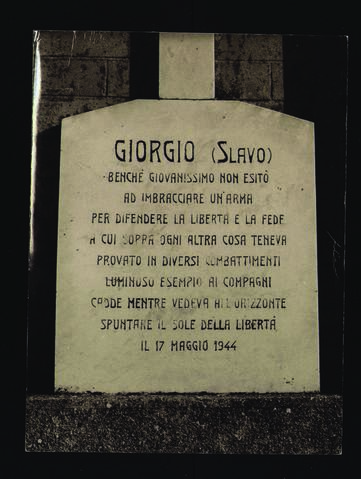 GIORGIO (SLAVO)
BENCHÉ GIOVANISSIMO NON ESITÒ
AD IMBRACCIARE UN'ARMA
PER DIFENDERE LA LIBERTÀ E LA FEDE
A CUI SOPRA OGNI ALTRA COSA TENEVA
PROVATO IN DIVERSI COMBATTIMENTI
LUMINOSO ESEMPIO AI COMPAGNI
CADDE MENTRE VEDEVA ALL'ORIZZONTE
SPUNTARE IL SOLE DELLA LIBERTÀ
IL 17 MAGGIO 1944